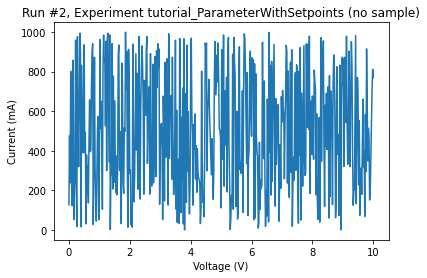 Run #2, Experiment tutorial_ParameterWithSetpoints (no sample)
1000
800
600
400
200
0
Current (mA)
0 2 4 6 8 10
Voltage (V)